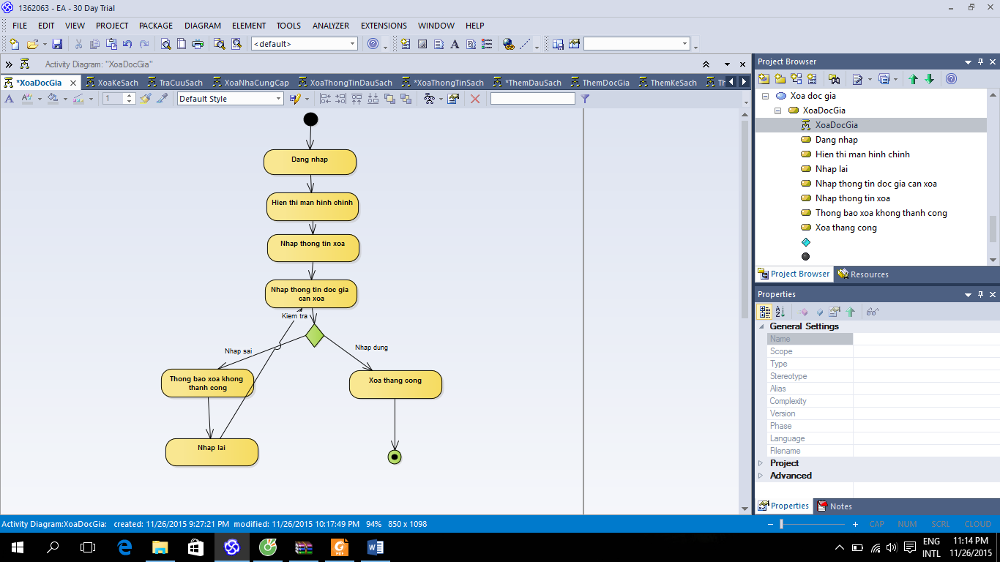 1362063 - EA - 30 Day Trial
FILE EDIT VIEW PROJECT PACKAGE DIAGRAM ELEMENT TOOLS ANALYZER EXTENSIONS WINDOW HELP
<default>
Activity Diagram: "XoaDocGia"
*XoaDocGia XoaKeSach TraCuuSach XoaNhaCungCap XoaThongTinDauSach *XoaThongTinSach *ThemDauSach ThemDocGia ThemKeSach Th
1 Default Style
Dang nhap
Hien thi man hinh chinh
Nhap thong tin xoa
Nhap thong tin doc gia
can xoa
Kiem tra
Nhap sai
Nhap dung
Thong bao xoa khong
thanh cong
Xoa thang cong
Nhap lai
Project Browser
Xoa doc gia
XoaDocGia
XoaDocGia
Dang nhap
Hien thi man hinh chinh
Nhap lai
Nhap thong tin doc gia can xoa
Nhap thong tin xoa
Thong bao xoa khong thanh cong
Xoa thang cong
Project Browser Resources
Properties
General Settings
Name
Scope
Type
Stereotype
Alias
Complexity
Version
Phase
Language
Filename
Project
Advanced
Properties Notes
Activity Diagram:XoaDocGia: created: 11/26/2015 9:27:21 PM modified: 11/26/2015 10:17:49 PM 94% 850 x 1098
CAP NUM SCRL CLOUD
ENG
INTL
11:14 PM
11/26/2015